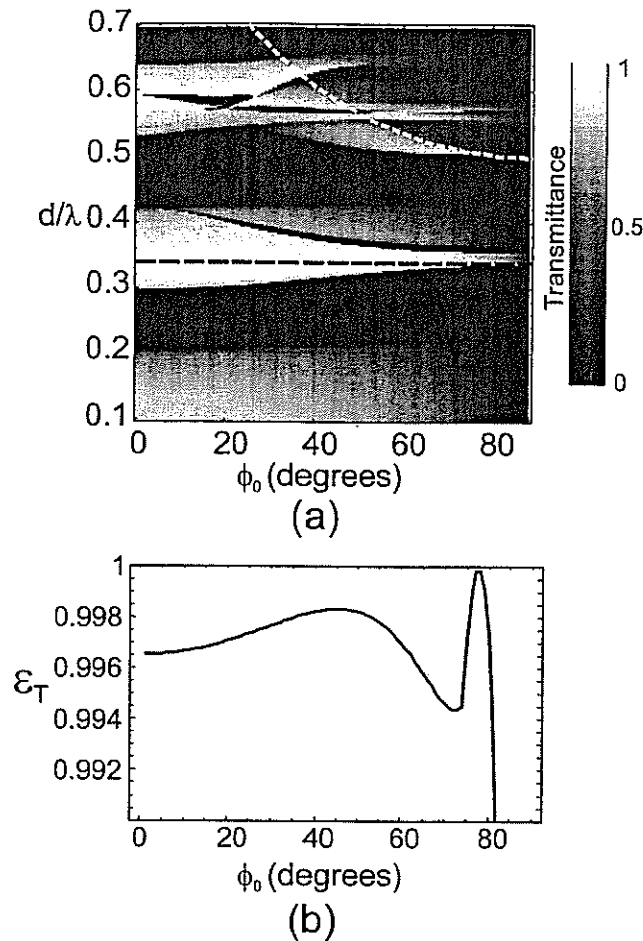 0.7
0.6
0.5
d/λ 0.4
0.3
0.2
0.1
0 20 40 60 80
ϕ₀ (degrees)
(a)
1
0.5
0
Transmittance
1
0.998
0.996
0.994
0.992
ε_T
0 20 40 60 80
ϕ₀ (degrees)
(b)